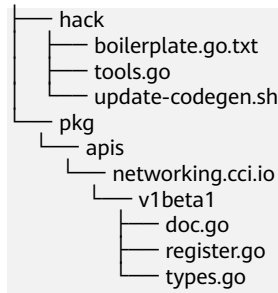 ├── hack
│   ├── boilerplate.go.txt
│   ├── tools.go
│   └── update-codegen.sh
└── pkg
└── apis
└── networking.cci.io
└── v1beta1
├── doc.go
├── register.go
└── types.go